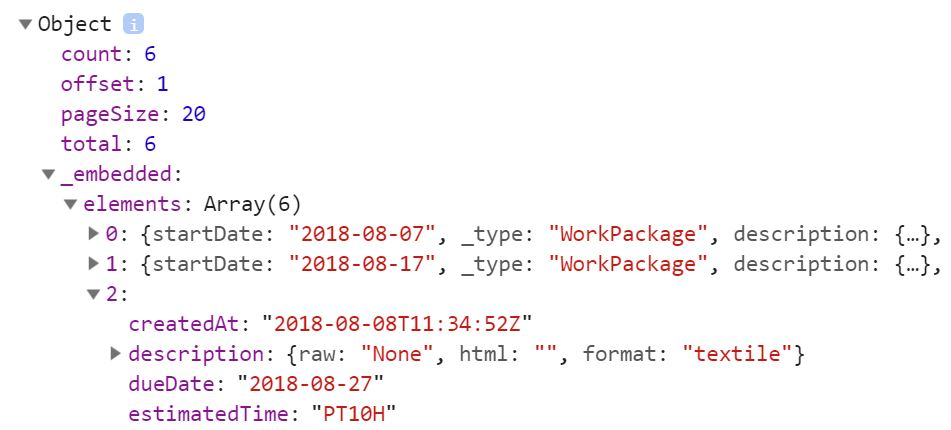 Object i
count: 6
offset: 1
pageSize: 20
total: 6
_embedded:
elements: Array(6)
0: {startDate: "2018-08-07", _type: "WorkPackage", description: {…},
1: {startDate: "2018-08-17", _type: "WorkPackage", description: {…},
2:
createdAt: "2018-08-08T11:34:52Z"
description: {raw: "None", html: "", format: "textile"}
dueDate: "2018-08-27"
estimatedTime: "PT10H"